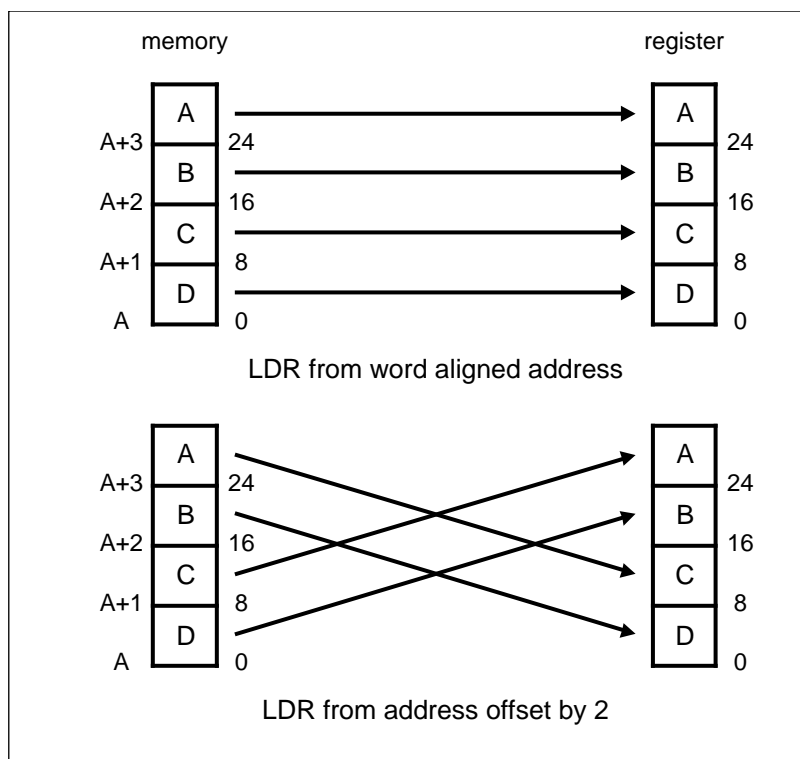 memory register
A A
A+3 24 24
B B
A+2 16 16
C C
A+1 8 8
D D
A 0 0
LDR from word aligned address
A A
A+3 24 24
B B
A+2 16 16
C C
A+1 8 8
D D
A 0 0
LDR from address offset by 2